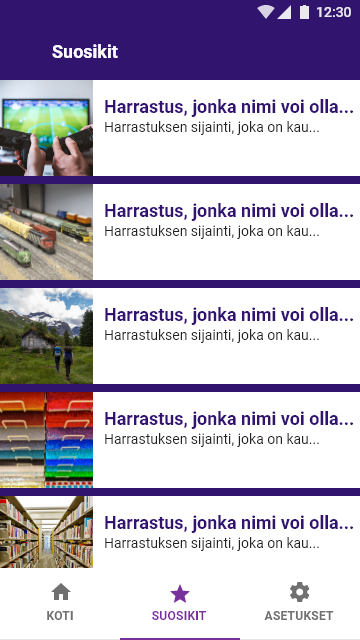 12:30
Suosikit
Harrastus, jonka nimi voi olla...
Harrastuksen sijainti, joka on kau...
Harrastus, jonka nimi voi olla...
Harrastuksen sijainti, joka on kau...
Harrastus, jonka nimi voi olla...
Harrastuksen sijainti, joka on kau...
Harrastus, jonka nimi voi olla...
Harrastuksen sijainti, joka on kau...
Harrastus, jonka nimi voi olla...
Harrastuksen sijainti, joka on kau...
KOTI
SUOSIKIT
ASETUKSET